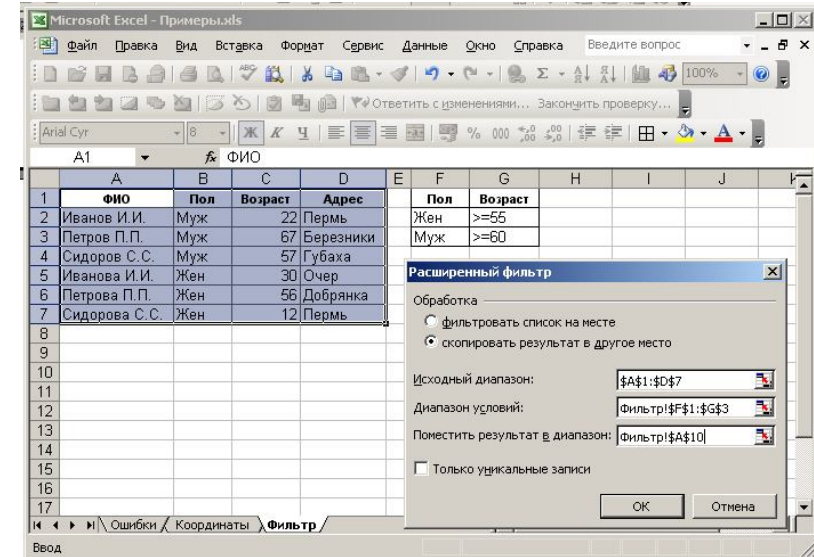 Microsoft Excel - Примеры.xls
Файл Правка Вид Вставка Формат Сервис Данные Окно Справка Введите вопрос
100%
Ответить с изменениями... Закончить проверку...
Arial Cyr 8 Ж К Ч % 000
A1 fx ФИО
A B C D E F G H I J K
1 ФИО Пол Возраст Адрес Пол Возраст
2 Иванов И.И. Муж 22 Пермь Жен >=55
3 Петров П.П. Муж 67 Березники Муж >=60
4 Сидоров С.С. Муж 57 Губаха
5 Иванова И.И. Жен 30 Очер
6 Петрова П.П. Жен 56 Добрянка
7 Сидорова С.С. Жен 12 Пермь
8
9
10
11
12
13
14
15
16
17
Расширенный фильтр
Обработка
фильтровать список на месте
скопировать результат в другое место
Исходный диапазон: $A$1:$D$7
Диапазон условий: Фильтр!$F$1:$G$3
Поместить результат в диапазон: Фильтр!$A$10
Только уникальные записи
OK Отмена
Ошибки Координаты Фильтр
Ввод